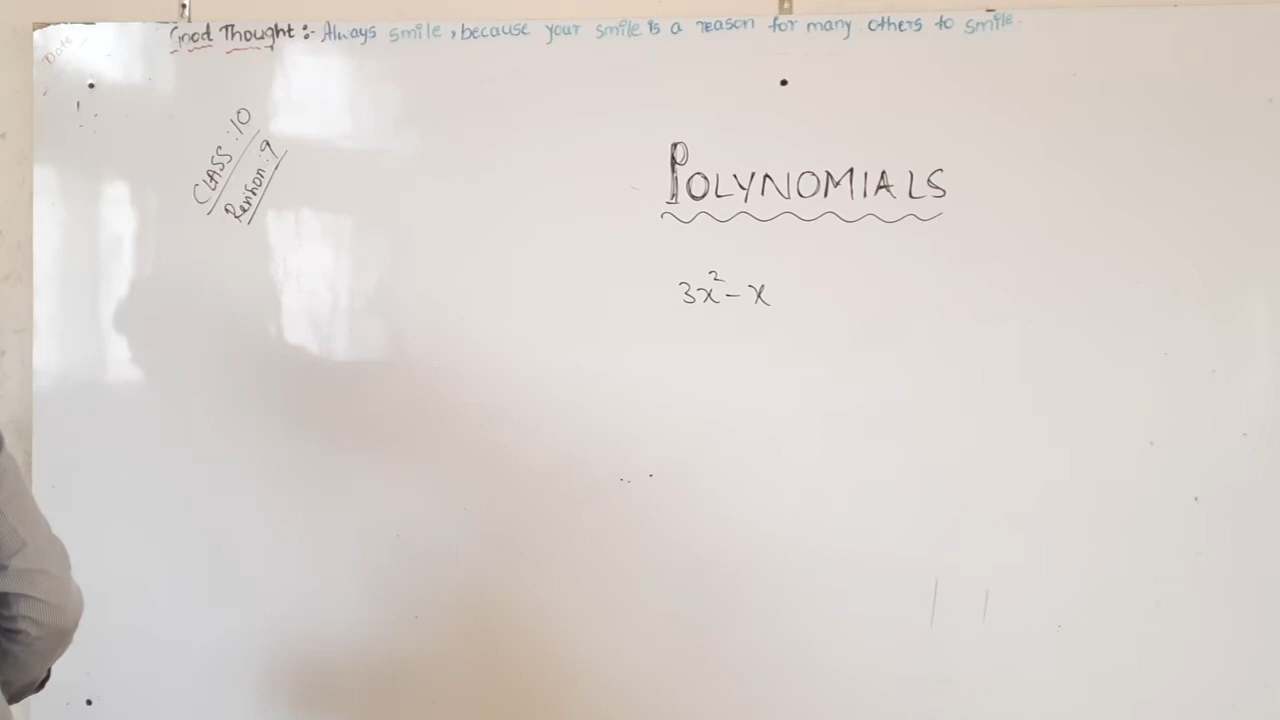 Good Thought :- Always smile, because your smile is a reason for many others to smile.
Date
CLASS : 10
Revision : 9
POLYNOMIALS
3x² - x